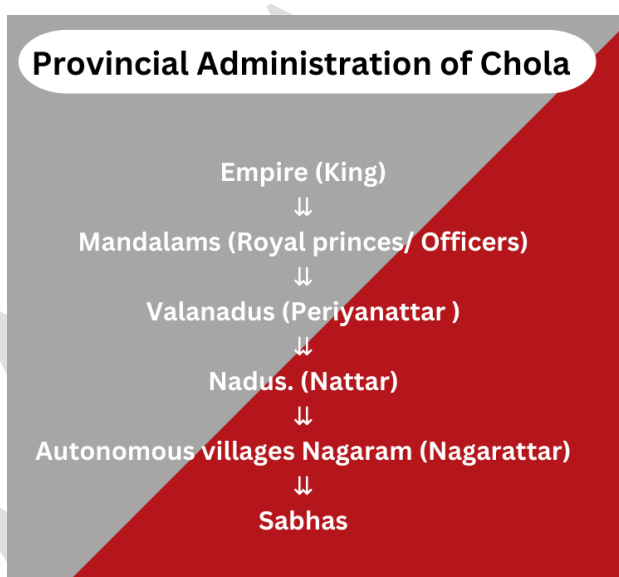 Provincial Administration of Chola
Empire (King)
⇊
Mandalams (Royal princes/ Officers)
⇊
Valanadus (Periyanattar )
⇊
Nadus. (Nattar)
⇊
Autonomous villages Nagaram (Nagarattar)
⇊
Sabhas